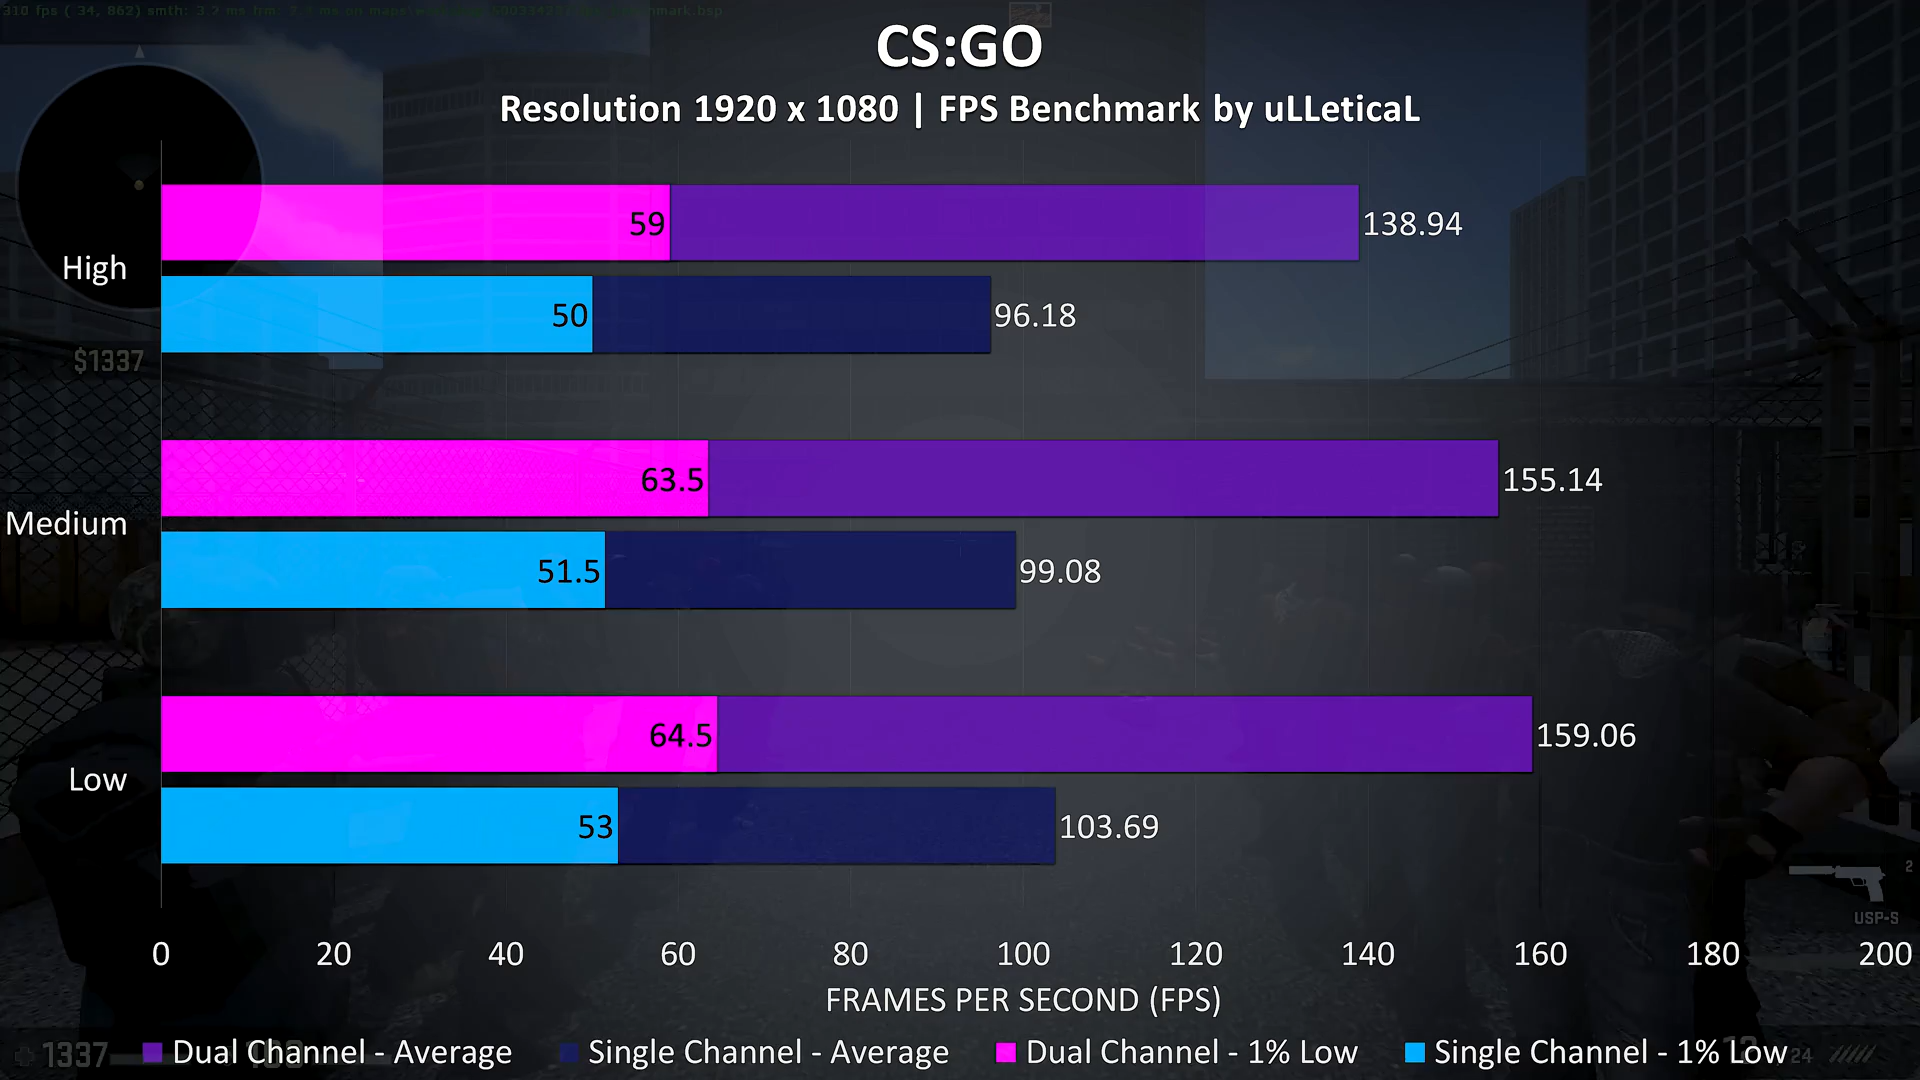 CS:GO
Resolution 1920 x 1080 | FPS Benchmark by uLLeticaL
59
138.94
High
50
96.18
$1337
63.5
155.14
Medium
51.5
99.08
64.5
159.06
Low
53
103.69
2
USP-S
0 20 40 60 80 100 120 140 160 180 200
FRAMES PER SECOND (FPS)
1337
Dual Channel - Average Single Channel - Average Dual Channel - 1% Low Single Channel - 1% Low
24